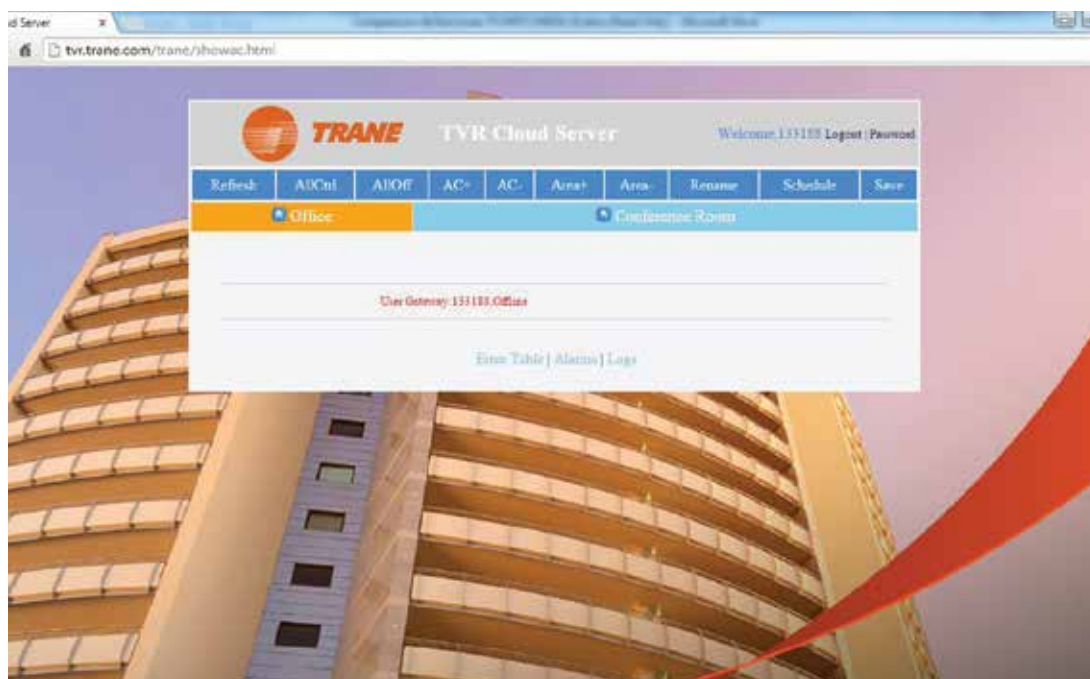 d Server x
tvr.trane.com/trane/showac.html
TRANE TVR Cloud Server Welcome,133188 Logout | Password
Refresh AllCtrl AllOff AC+ AC- Area+ Area- Rename Schedule Save
Office Conference Room
User Gateway:133188,Offline
Error Table | Alarms | Logs